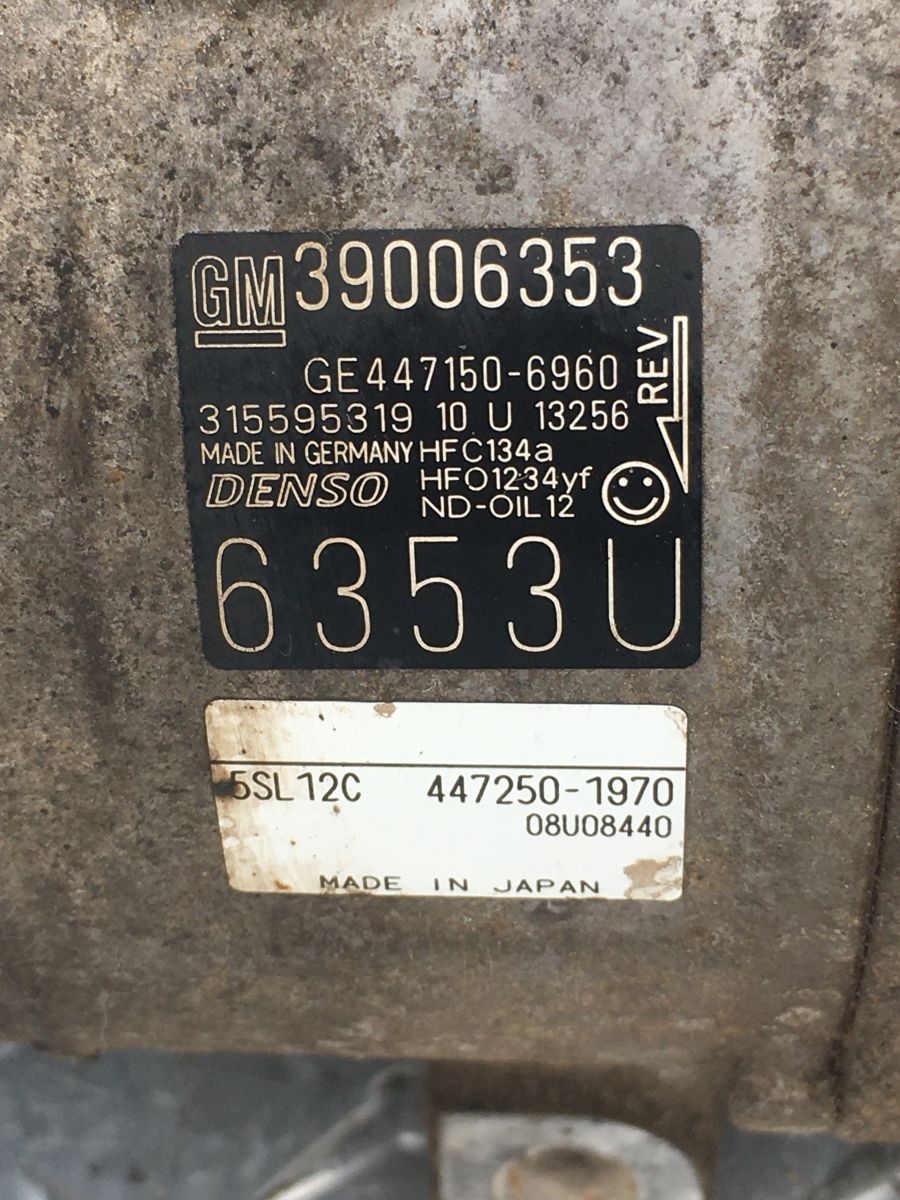 GM 39006353
GE447150-6960
REV
315595319 10 U 13256
MADE IN GERMANY HFC134a
DENSO HFO1234yf
ND-OIL12
6353U
5SL12C 447250-1970
08U08440
MADE IN JAPAN